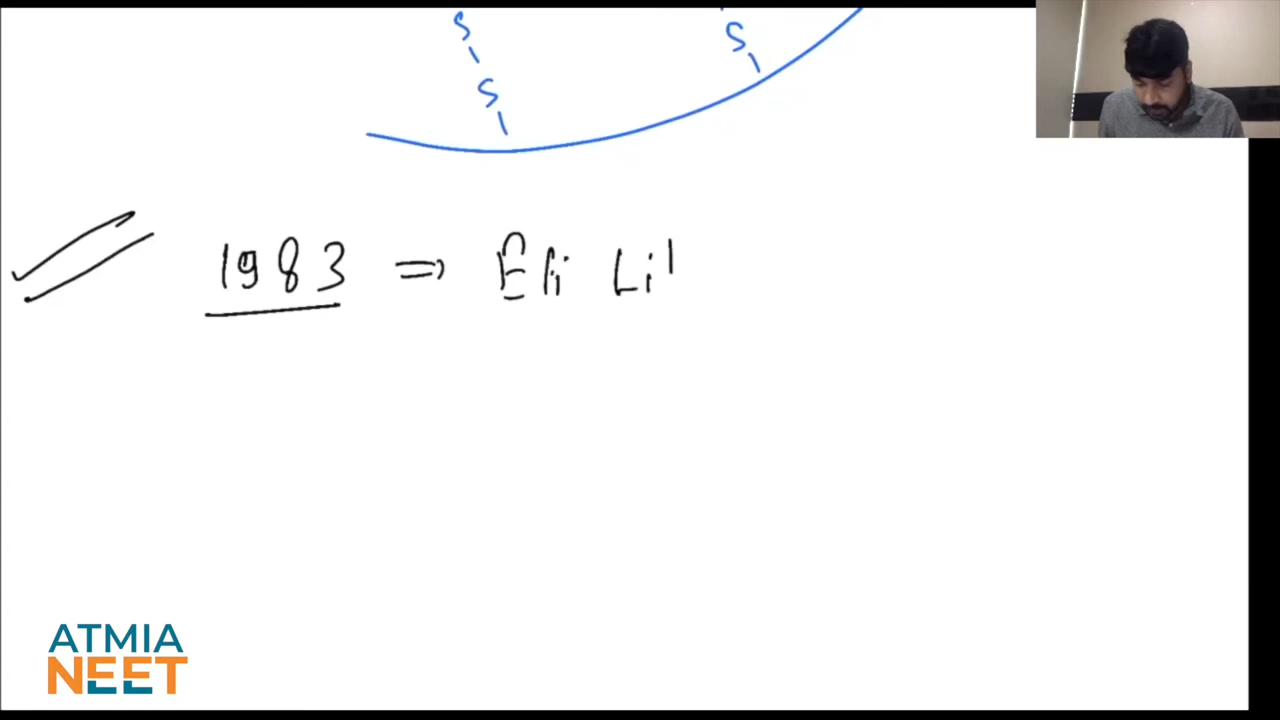 S S
S
1983 ⇒ Eli Lil
ATMIA
NEET